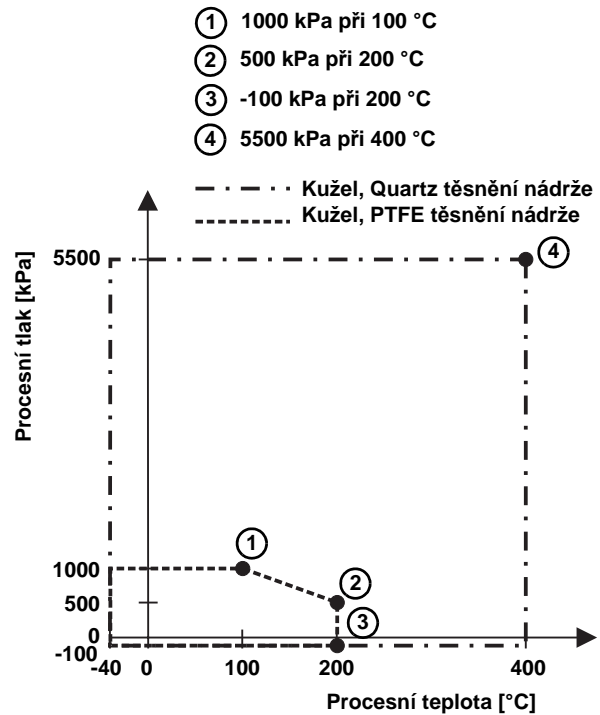 1 1000 kPa při 100 °C
2 500 kPa při 200 °C
3 -100 kPa při 200 °C
4 5500 kPa při 400 °C
Kužel, Quartz těsnění nádrže
Kužel, PTFE těsnění nádrže
5500
4
Procesní tlak [kPa]
1
1000
2
500
3
0
-100
-40 0 100 200 400
Procesní teplota [°C]